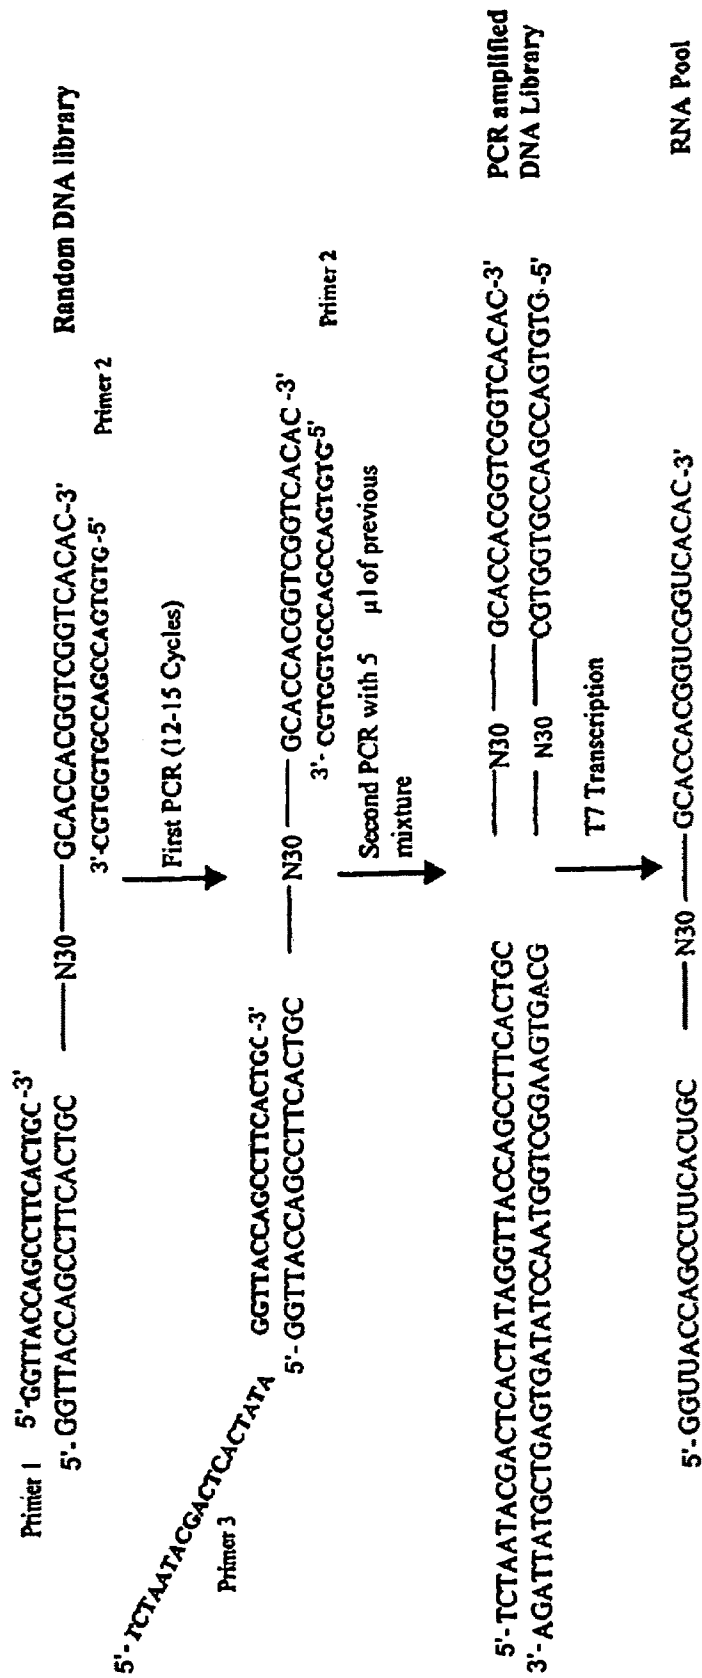 Random DNA library
Primer 1 5'-GGTTACCAGCCTTCACTGC-3'
5'-GGTTACCAGCCTTCACTGC —N30—GCACCACGGTCGGTCACAC-3'
3'-CGTGGTGCCAGCCAGTGTG-5' Primer 2
First PCR (12-15 Cycles)
5'-TCTAATACGACTCACTATA GGTTACCAGCCTTCACTGC-3'
Primer 3
5'-GGTTACCAGCCTTCACTGC —N30—GCACCACGGTCGGTCACAC-3'
3'-CGTGGTGCCAGCCAGTGTG-5' Primer 2
Second PCR with 5 µl of previous
mixture
5'-TCTAATACGACTCACTATAGGTTACCAGCCTTCACTGC —N30—GCACCACGGTCGGTCACAC-3'
3'-AGATTATGCTGAGTGATATCCAATGGTCGGAAGTGACG —N30—CGTGGTGCCAGCCAGTGTG-5'
PCR amplified
DNA Library
T7 Transcription
5'-GGUUACCAGCCUUCACUGC —N30—GCACCACGGUCGGUCACAC-3'
RNA Pool